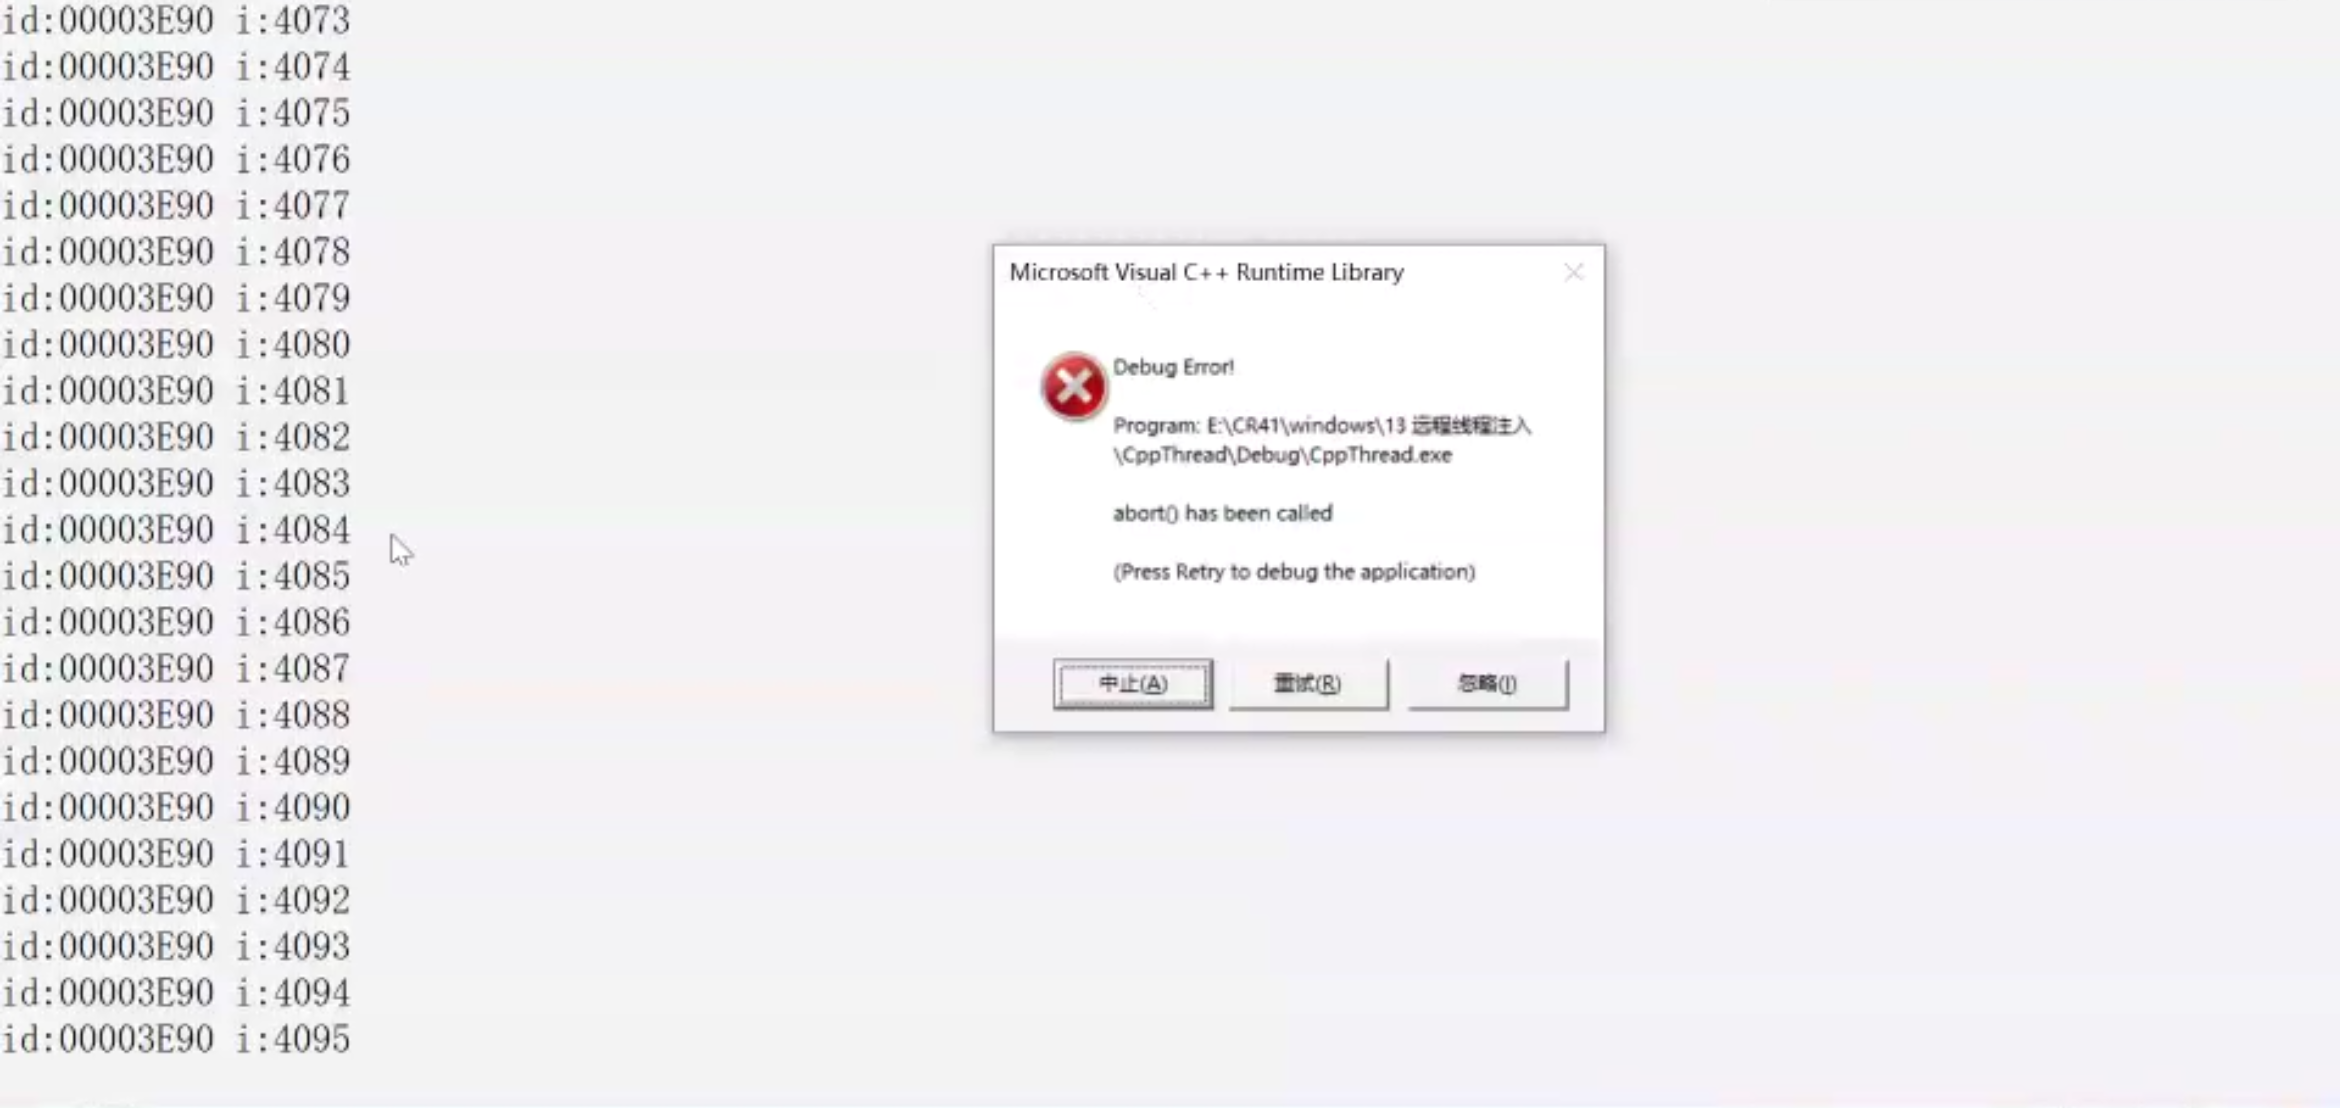 id:00003E90 i:4073
id:00003E90 i:4074
id:00003E90 i:4075
id:00003E90 i:4076
id:00003E90 i:4077
id:00003E90 i:4078
id:00003E90 i:4079
id:00003E90 i:4080
id:00003E90 i:4081
id:00003E90 i:4082
id:00003E90 i:4083
id:00003E90 i:4084
id:00003E90 i:4085
id:00003E90 i:4086
id:00003E90 i:4087
id:00003E90 i:4088
id:00003E90 i:4089
id:00003E90 i:4090
id:00003E90 i:4091
id:00003E90 i:4092
id:00003E90 i:4093
id:00003E90 i:4094
id:00003E90 i:4095
Microsoft Visual C++ Runtime Library
Debug Error!
Program: E:\CR41\windows\13 远程线程注入
\CppThread\Debug\CppThread.exe
abort() has been called
(Press Retry to debug the application)
中止(A)
重试(R)
忽略(I)